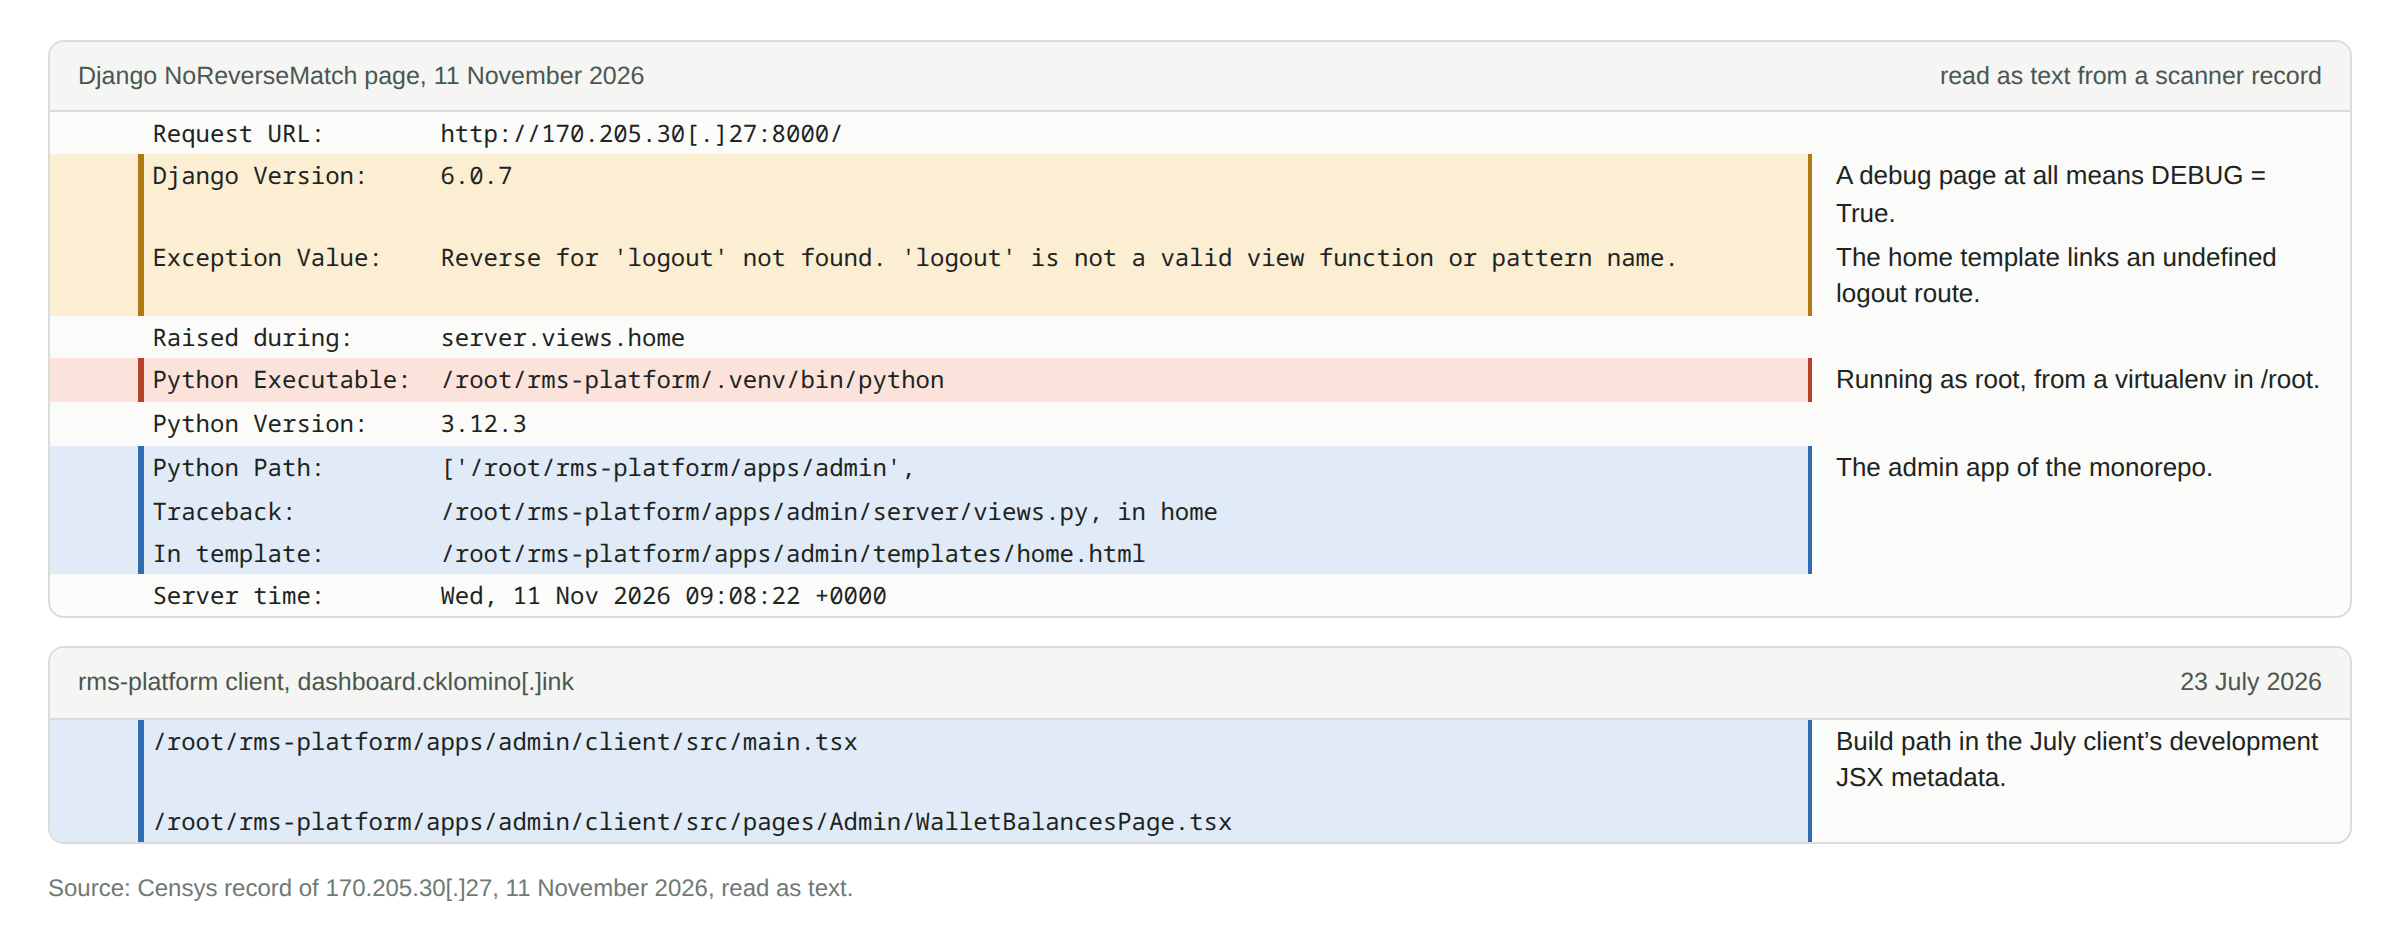 Django NoReverseMatch page, 11 November 2026 read as text from a scanner record
Request URL: http://170.205.30[.]27:8000/
Django Version: 6.0.7 A debug page at all means DEBUG =
True.
Exception Value: Reverse for 'logout' not found. 'logout' is not a valid view function or pattern name. The home template links an undefined
logout route.
Raised during: server.views.home
Python Executable: /root/rms-platform/.venv/bin/python Running as root, from a virtualenv in /root.
Python Version: 3.12.3
Python Path: ['/root/rms-platform/apps/admin', The admin app of the monorepo.
Traceback: /root/rms-platform/apps/admin/server/views.py, in home
In template: /root/rms-platform/apps/admin/templates/home.html
Server time: Wed, 11 Nov 2026 09:08:22 +0000
rms-platform client, dashboard.cklomino[.]ink 23 July 2026
/root/rms-platform/apps/admin/client/src/main.tsx Build path in the July client’s development
JSX metadata.
/root/rms-platform/apps/admin/client/src/pages/Admin/WalletBalancesPage.tsx
Source: Censys record of 170.205.30[.]27, 11 November 2026, read as text.